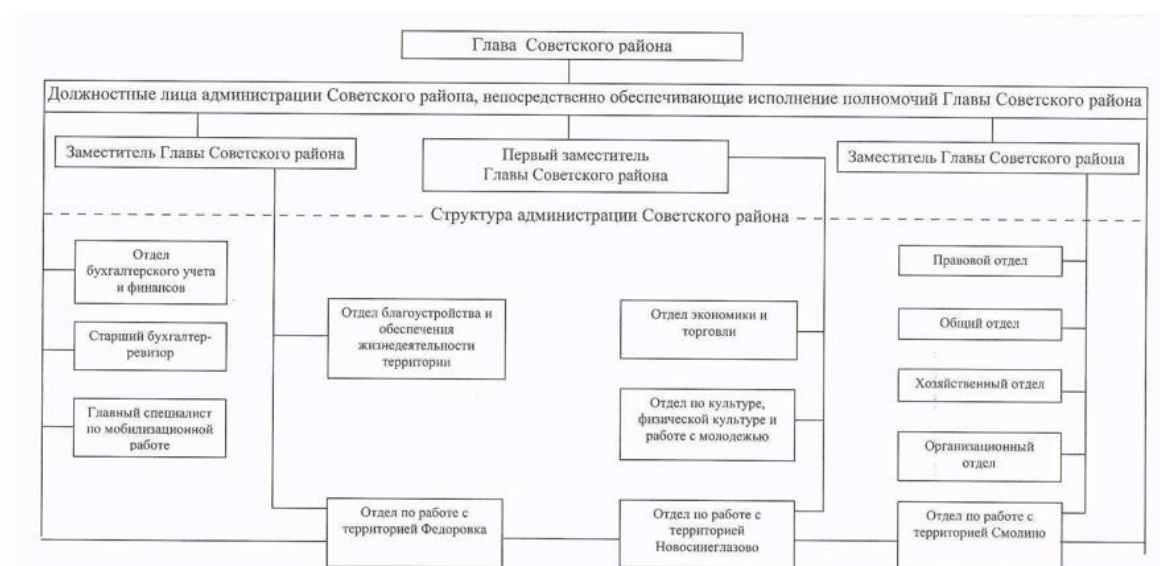 Глава Советского района
Должностные лица администрации Советского района, непосредственно обеспечивающие исполнение полномочий Главы Советского района
Заместитель Главы Советского района
Первый заместитель
Главы Советского района
Заместитель Главы Советского района
Структура администрации Советского района
Отдел
бухгалтерского учета
и финансов
Старший бухгалтер-
ревизор
Главный специалист
по мобилизационной
работе
Отдел благоустройства и
обеспечения
жизнедеятельности
территории
Отдел по работе с
территорией Федоровка
Отдел экономики и
торговли
Отдел по культуре,
физической культуре и
работе с молодежью
Отдел по работе с
территорией
Новосинеглазово
Правовой отдел
Общий отдел
Хозяйственный отдел
Организационный
отдел
Отдел по работе с
территорией Смолино